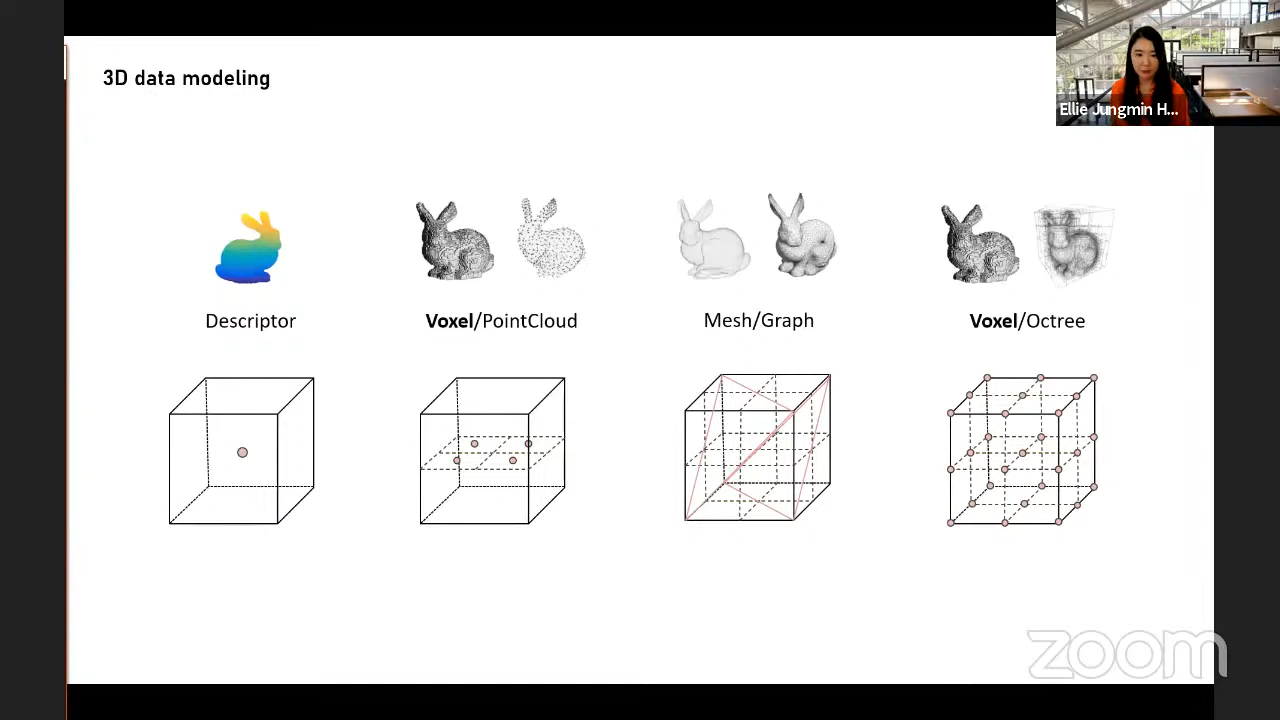 3D data modeling
Ellie Jungmin H...
Descriptor
Voxel/PointCloud
Mesh/Graph
Voxel/Octree
zoom